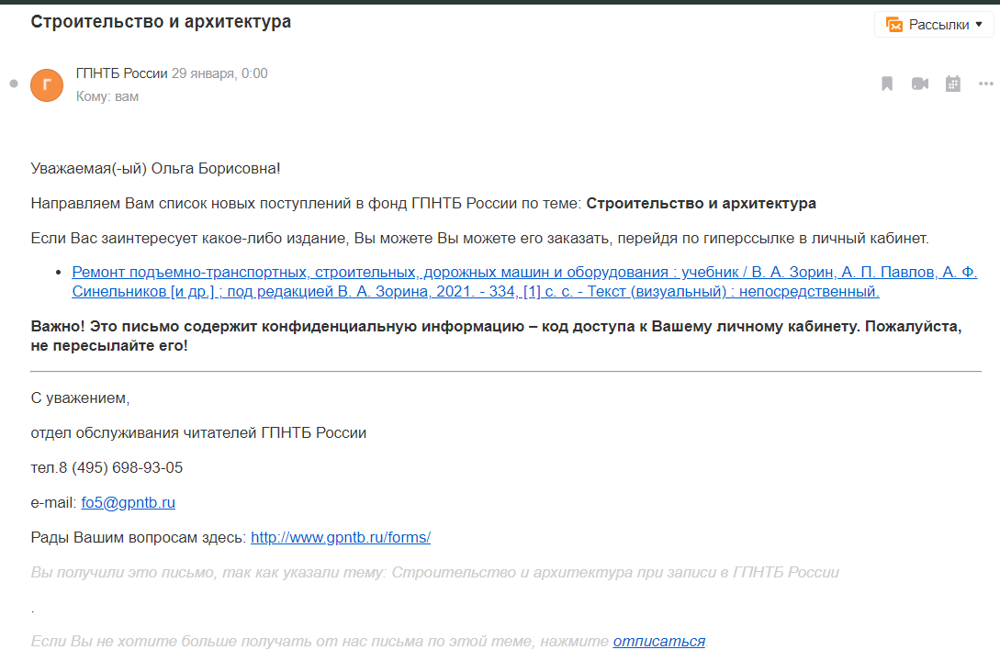 Строительство и архитектура
Рассылки
Г
ГПНТБ России 29 января, 0:00
Кому: вам
Уважаемая(-ый) Ольга Борисовна!
Направляем Вам список новых поступлений в фонд ГПНТБ России по теме: Строительство и архитектура
Если Вас заинтересует какое-либо издание, Вы можете Вы можете его заказать, перейдя по гиперссылке в личный кабинет.
• Ремонт подъемно-транспортных, строительных, дорожных машин и оборудования : учебник / В. А. Зорин, А. П. Павлов, А. Ф.
Синельников [и др.] ; под редакцией В. А. Зорина, 2021. - 334, [1] с. с. - Текст (визуальный) : непосредственный.
Важно! Это письмо содержит конфиденциальную информацию – код доступа к Вашему личному кабинету. Пожалуйста,
не пересылайте его!
С уважением,
отдел обслуживания читателей ГПНТБ России
тел.8 (495) 698-93-05
e-mail: fo5@gpntb.ru
Рады Вашим вопросам здесь: http://www.gpntb.ru/forms/
Вы получили это письмо, так как указали тему: Строительство и архитектура при записи в ГПНТБ России
.
Если Вы не хотите больше получать от нас письма по этой теме, нажмите отписаться.